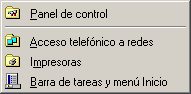 Panel de control
Acceso telefónico a redes
Impresoras
Barra de tareas y menú Inicio